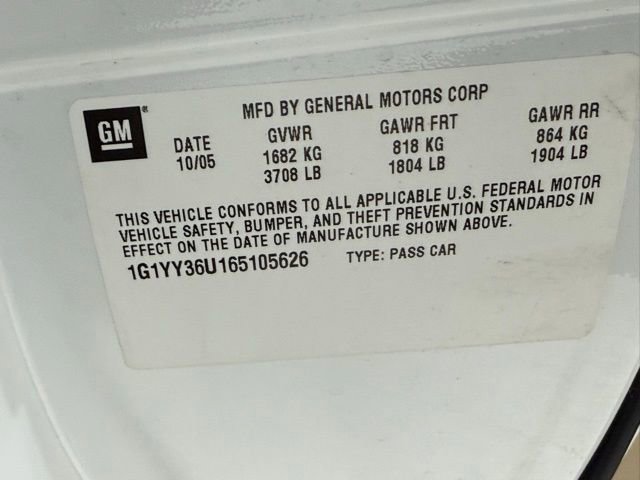 GM®
MFD BY GENERAL MOTORS CORP
DATE GVWR GAWR FRT GAWR RR
10/05 1682 KG 818 KG 864 KG
3708 LB 1804 LB 1904 LB
THIS VEHICLE CONFORMS TO ALL APPLICABLE U.S. FEDERAL MOTOR
VEHICLE SAFETY, BUMPER, AND THEFT PREVENTION STANDARDS IN
EFFECT ON THE DATE OF MANUFACTURE SHOWN ABOVE.
1G1YY36U165105626 TYPE: PASS CAR